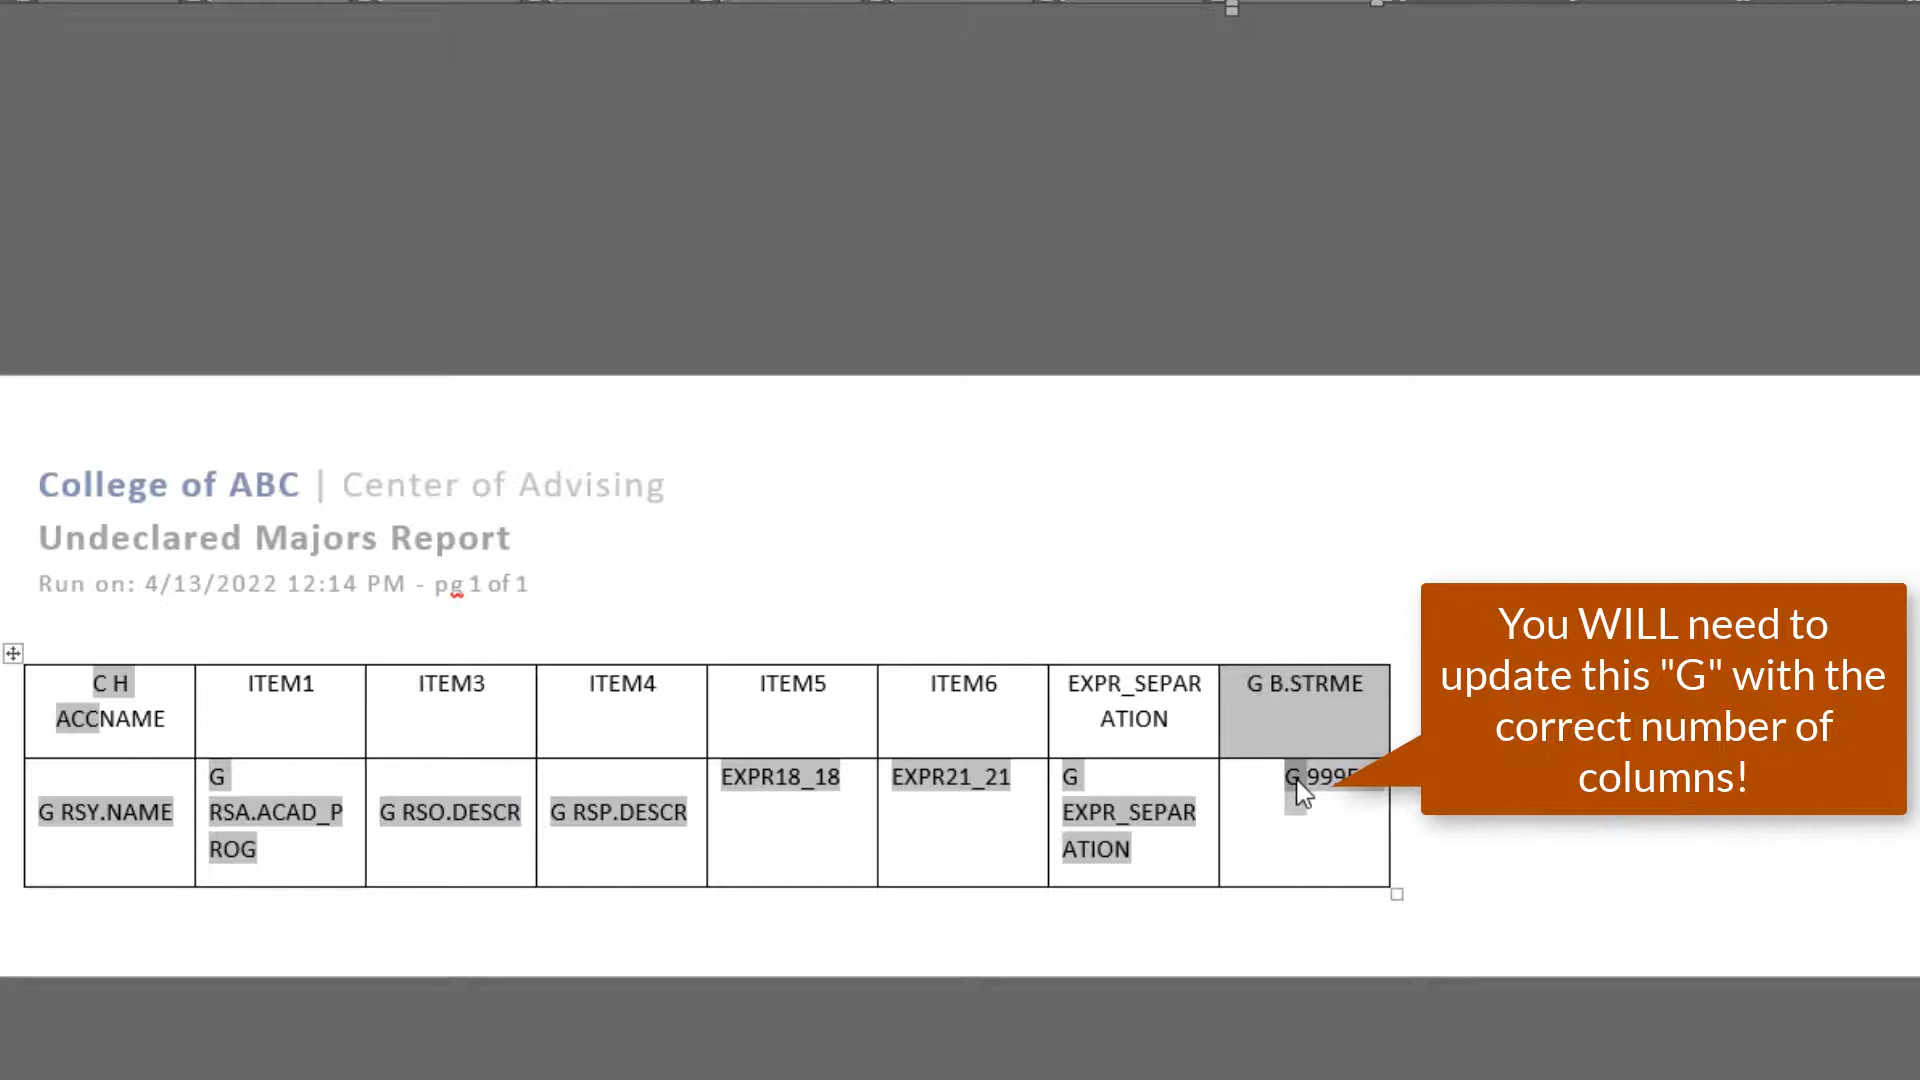 College of ABC | Center of Advising
Undeclared Majors Report
Run on: 4/13/2022 12:14 PM - pg 1 of 1
C H
ACCNAME
ITEM1
ITEM3
ITEM4
ITEM5
ITEM6
EXPR_SEPAR
ATION
G B.STRME
G RSY.NAME
G
RSA.ACAD_P
ROG
G RSO.DESCR
G RSP.DESCR
EXPR18_18
EXPR21_21
G
EXPR_SEPAR
ATION
G 999E
You WILL need to
update this "G" with the
correct number of
columns!